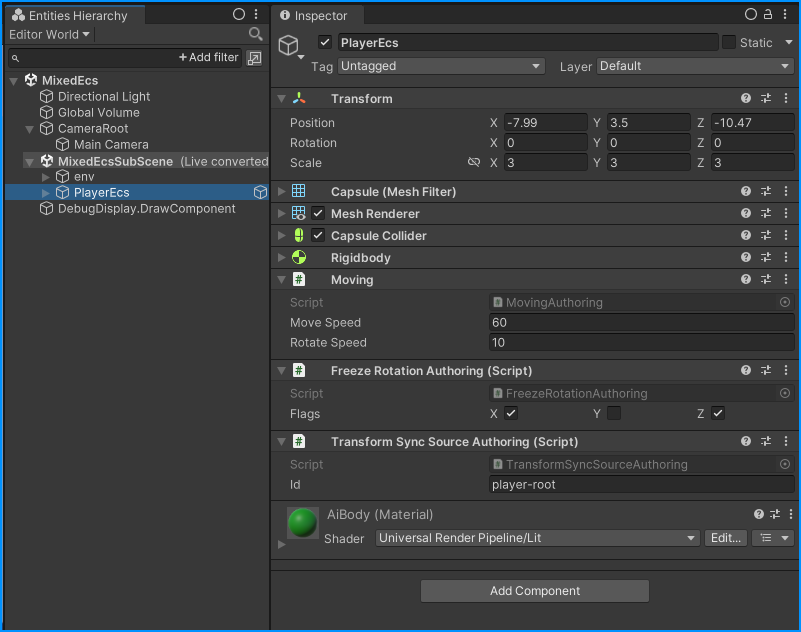 Entities Hierarchy
Editor World
+ Add filter
MixedEcs
Directional Light
Global Volume
CameraRoot
Main Camera
MixedEcsSubScene (Live converted
env
PlayerEcs
DebugDisplay.DrawComponent
Inspector
PlayerEcs
Static
Tag Untagged
Layer Default
Transform
Position X -7.99 Y 3.5 Z -10.47
Rotation X 0 Y 0 Z 0
Scale X 3 Y 3 Z 3
Capsule (Mesh Filter)
Mesh Renderer
Capsule Collider
Rigidbody
Moving
Script # MovingAuthoring
Move Speed 60
Rotate Speed 10
Freeze Rotation Authoring (Script)
Script # FreezeRotationAuthoring
Flags X Y Z
Transform Sync Source Authoring (Script)
Script # TransformSyncSourceAuthoring
Id player-root
AiBody (Material)
Shader Universal Render Pipeline/Lit Edit...
Add Component